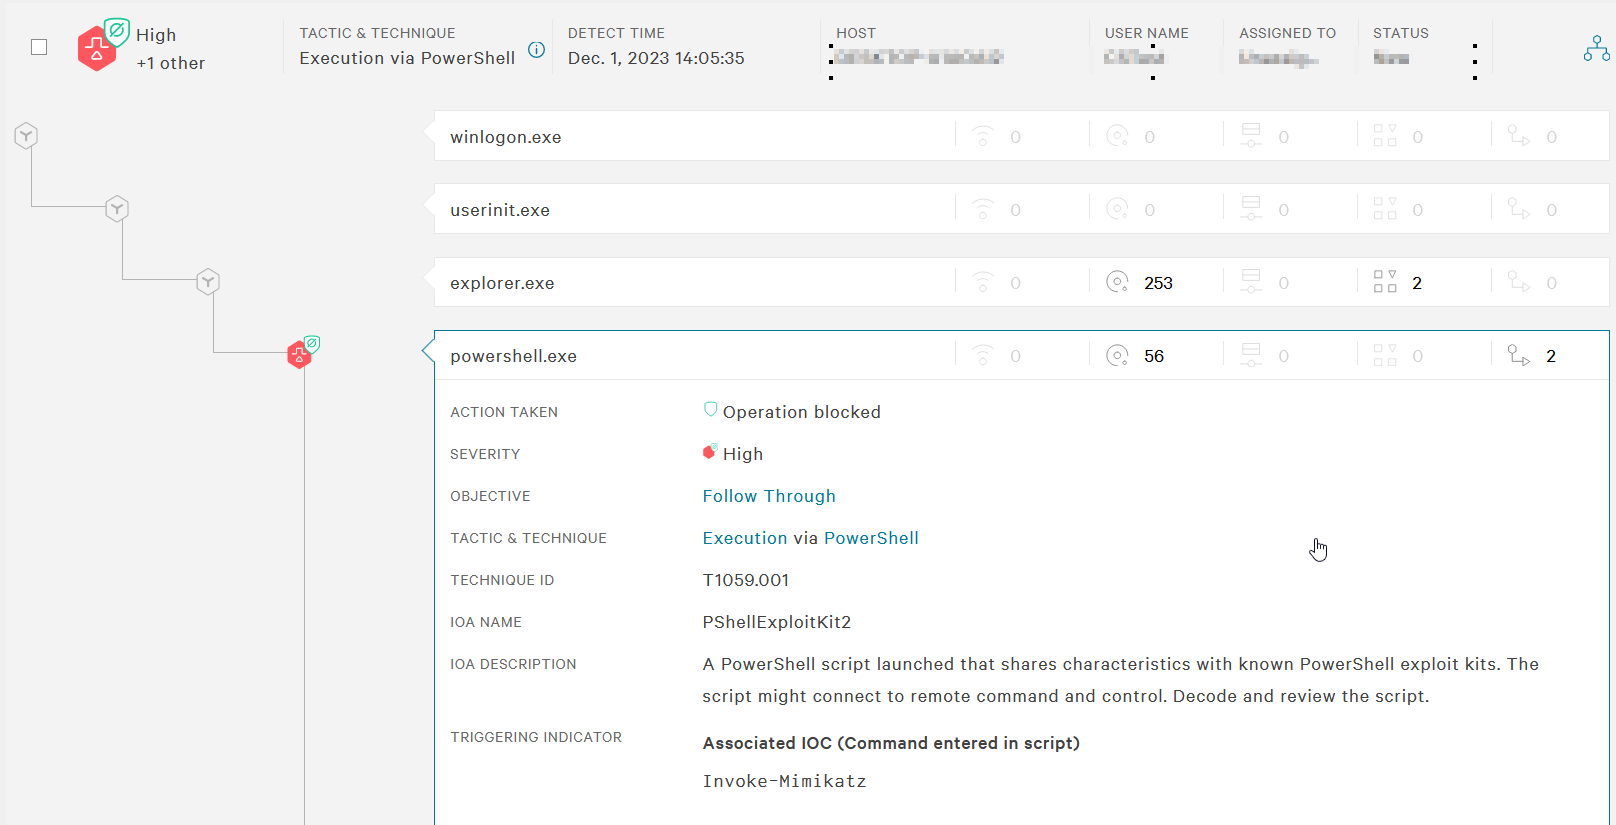 High
+1 other
TACTIC & TECHNIQUE
Execution via PowerShell
DETECT TIME
Dec. 1, 2023 14:05:35
HOST
USER NAME
ASSIGNED TO
STATUS
winlogon.exe 0 0 0 0 0
userinit.exe 0 0 0 0 0
explorer.exe 0 253 0 2 0
powershell.exe 0 56 0 0 2
ACTION TAKEN Operation blocked
SEVERITY High
OBJECTIVE Follow Through
TACTIC & TECHNIQUE Execution via PowerShell
TECHNIQUE ID T1059.001
IOA NAME PShellExploitKit2
IOA DESCRIPTION A PowerShell script launched that shares characteristics with known PowerShell exploit kits. The
script might connect to remote command and control. Decode and review the script.
TRIGGERING INDICATOR Associated IOC (Command entered in script)
Invoke-Mimikatz